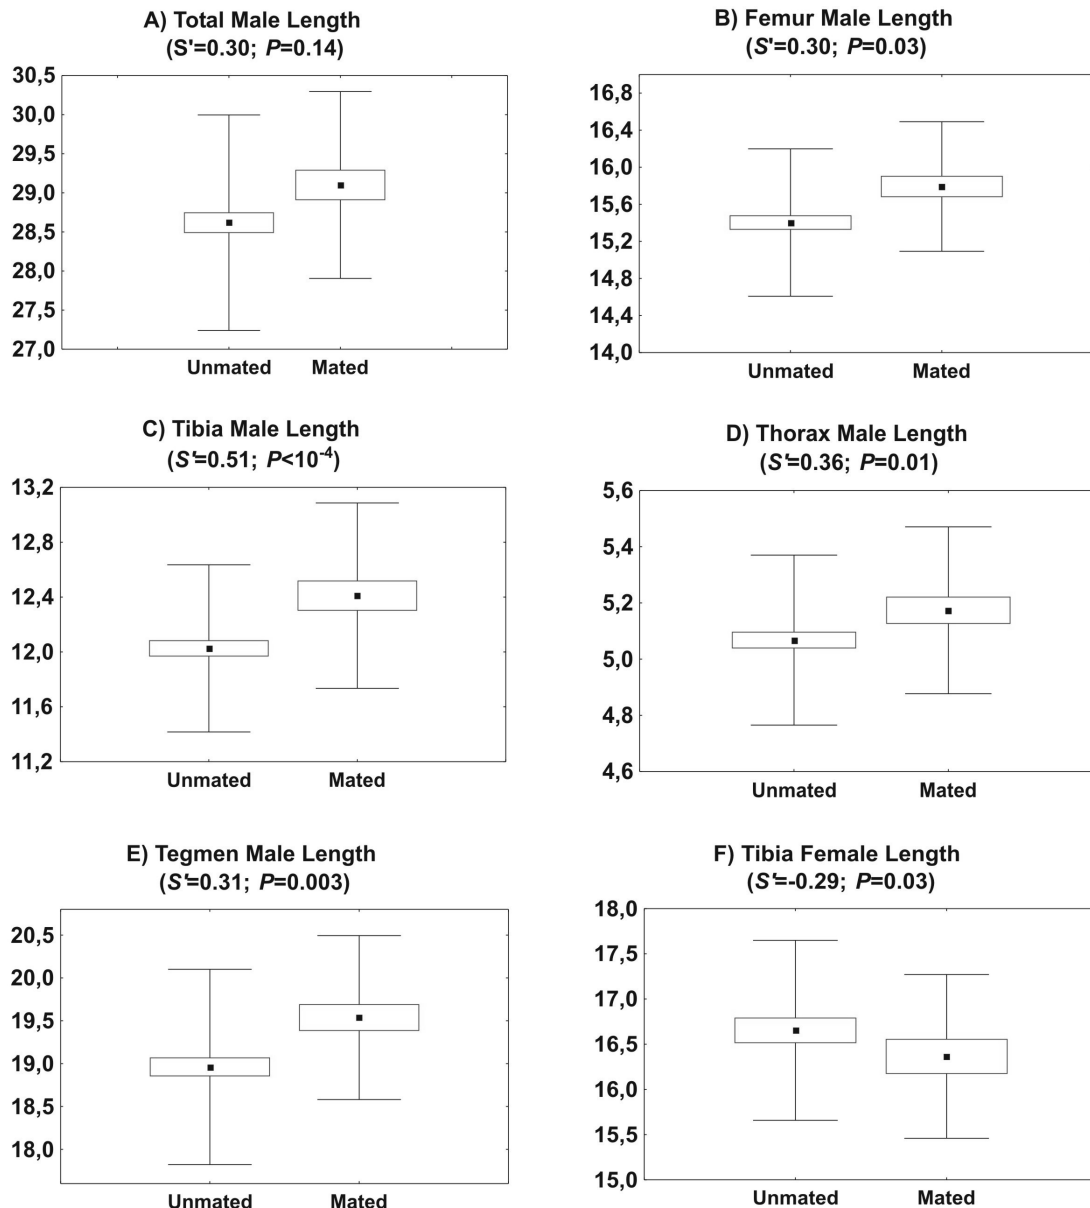 A) Total Male Length
(S'=0.30; P=0.14)
30,5
30,0
29,5
29,0
28,5
28,0
27,5
27,0
Unmated Mated
B) Femur Male Length
(S'=0.30; P=0.03)
16,8
16,4
16,0
15,6
15,2
14,8
14,4
14,0
Unmated Mated
C) Tibia Male Length
(S'=0.51; P<10-4)
13,2
12,8
12,4
12,0
11,6
11,2
Unmated Mated
D) Thorax Male Length
(S'=0.36; P=0.01)
5,6
5,4
5,2
5,0
4,8
4,6
Unmated Mated
E) Tegmen Male Length
(S'=0.31; P=0.003)
20,5
20,0
19,5
19,0
18,5
18,0
Unmated Mated
F) Tibia Female Length
(S'=-0.29; P=0.03)
18,0
17,5
17,0
16,5
16,0
15,5
15,0
Unmated Mated